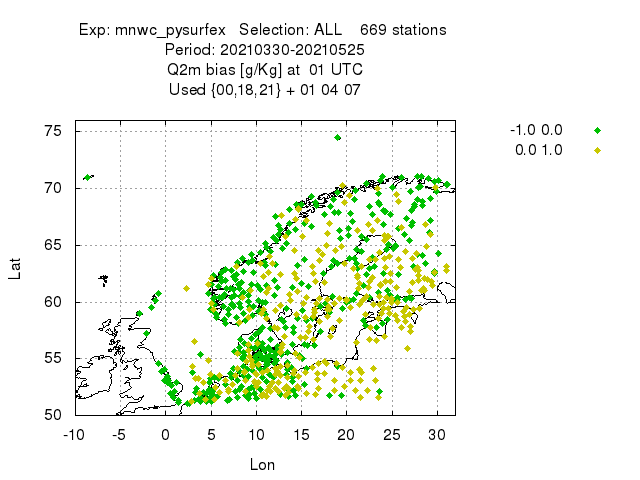 Exp: mnwc_pysurfex   Selection: ALL    669 stations
Period: 20210330-20210525
Q2m bias [g/Kg] at  01 UTC
Used {00,18,21} + 01 04 07
-1.0 0.0
0.0 1.0
75
70
65
60
55
50
Lat
-10 -5 0 5 10 15 20 25 30
Lon